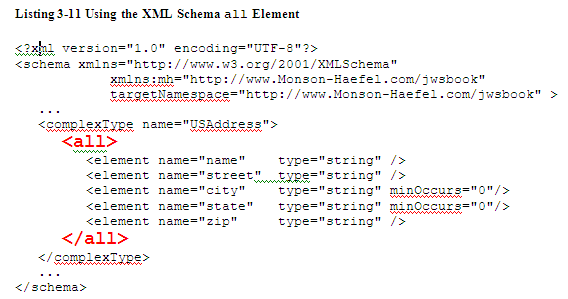 Listing 3-11 Using the XML Schema all Element
<?xml version="1.0" encoding="UTF-8"?>
<schema xmlns="http://www.w3.org/2001/XMLSchema"
xmlns:mh="http://www.Monson-Haefel.com/jwsbook"
targetNamespace="http://www.Monson-Haefel.com/jwsbook" >
...
<complexType name="USAddress">
<all>
<element name="name" type="string" />
<element name="street" type="string" />
<element name="city" type="string" minOccurs="0"/>
<element name="state" type="string" minOccurs="0"/>
<element name="zip" type="string" />
</all>
</complexType>
...
</schema>